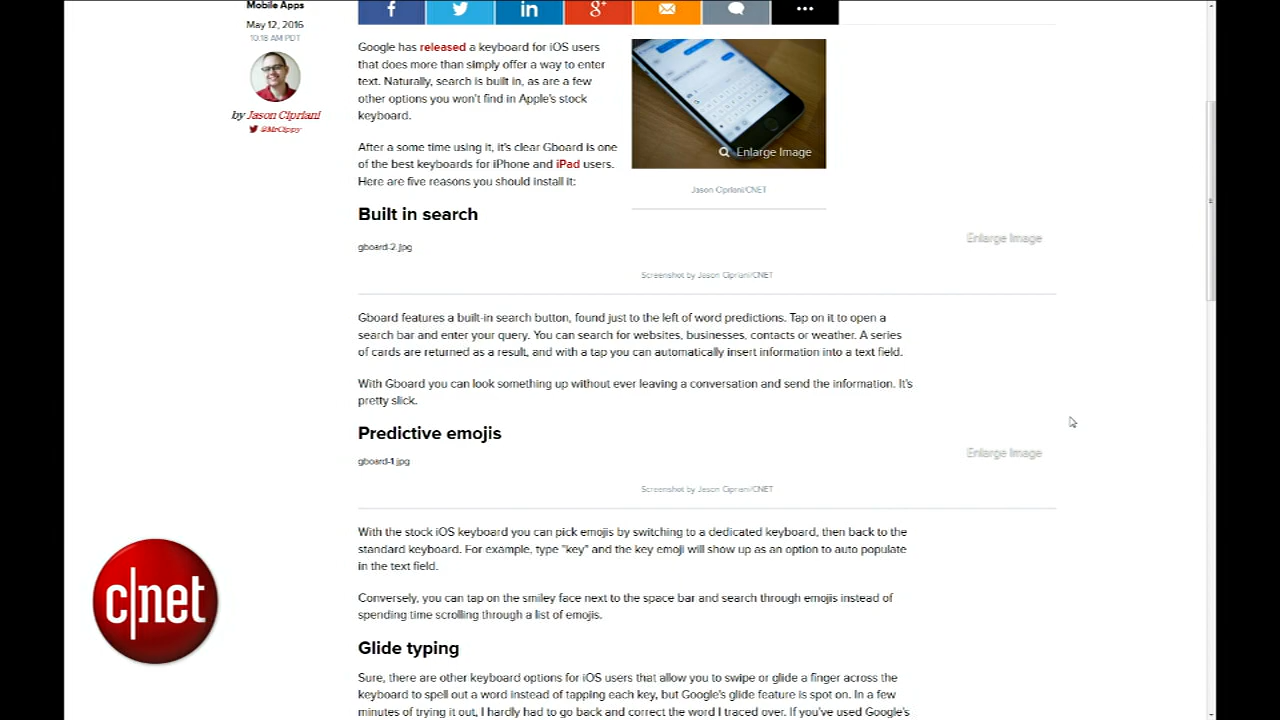 Mobile Apps
May 12, 2016
10:18 AM PDT
by Jason Cipriani
@MrCippy
f
in
g+
Google has released a keyboard for iOS users
that does more than simply offer a way to enter
text. Naturally, search is built in, as are a few
other options you won't find in Apple's stock
keyboard.
After a some time using it, it's clear Gboard is one
of the best keyboards for iPhone and iPad users.
Here are five reasons you should install it:
Enlarge Image
Jason Cipriani/CNET
Built in search
gboard-2.jpg
Enlarge Image
Screenshot by Jason Cipriani/CNET
Gboard features a built-in search button, found just to the left of word predictions. Tap on it to open a
search bar and enter your query. You can search for websites, businesses, contacts or weather. A series
of cards are returned as a result, and with a tap you can automatically insert information into a text field.
With Gboard you can look something up without ever leaving a conversation and send the information. It's
pretty slick.
Predictive emojis
gboard-1.jpg
Enlarge Image
Screenshot by Jason Cipriani/CNET
With the stock iOS keyboard you can pick emojis by switching to a dedicated keyboard, then back to the
standard keyboard. For example, type "key" and the key emoji will show up as an option to auto populate
in the text field.
Conversely, you can tap on the smiley face next to the space bar and search through emojis instead of
spending time scrolling through a list of emojis.
Glide typing
Sure, there are other keyboard options for iOS users that allow you to swipe or glide a finger across the
keyboard to spell out a word instead of tapping each key, but Google's glide feature is spot on. In a few
minutes of trying it out, I hardly had to go back and correct the word I traced over. If you've used Google's
c|net